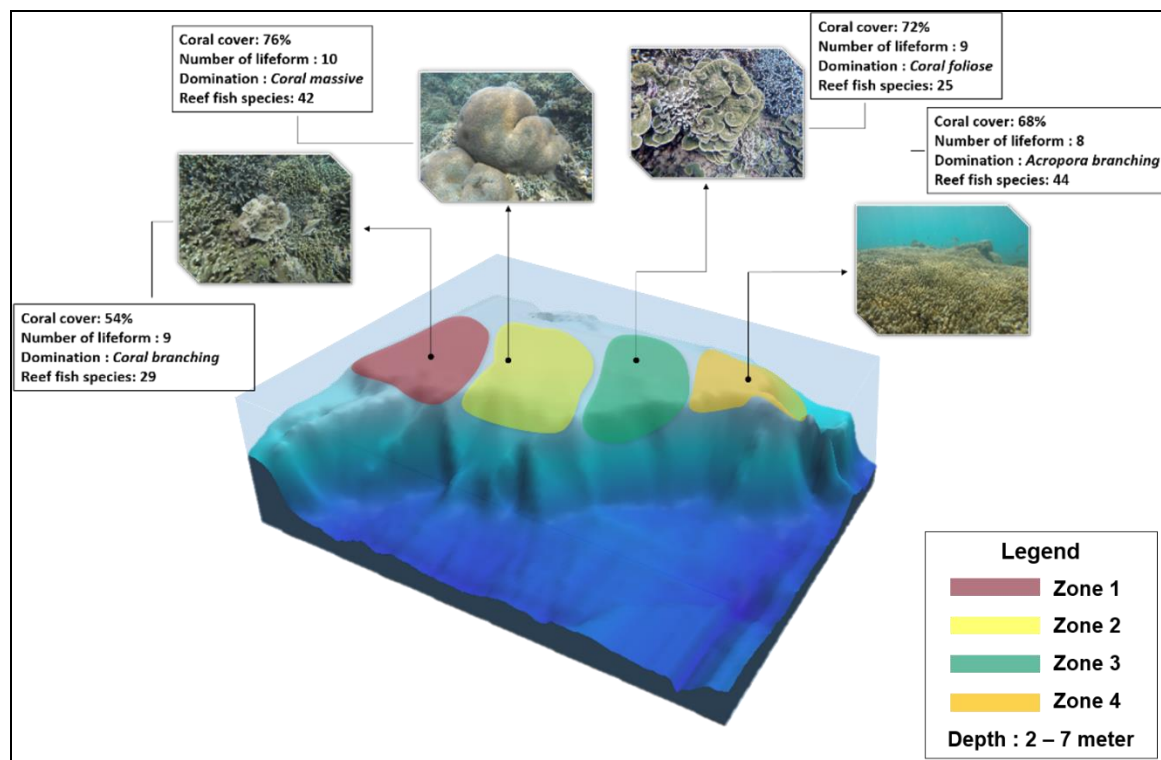 Coral cover: 76%
Number of lifeform : 10
Domination : Coral massive
Reef fish species: 42
Coral cover: 72%
Number of lifeform : 9
Domination : Coral foliose
Reef fish species: 25
Coral cover: 68%
Number of lifeform : 8
Domination : Acropora branching
Reef fish species: 44
Coral cover: 54%
Number of lifeform : 9
Domination : Coral branching
Reef fish species: 29
Legend
Zone 1
Zone 2
Zone 3
Zone 4
Depth : 2 – 7 meter